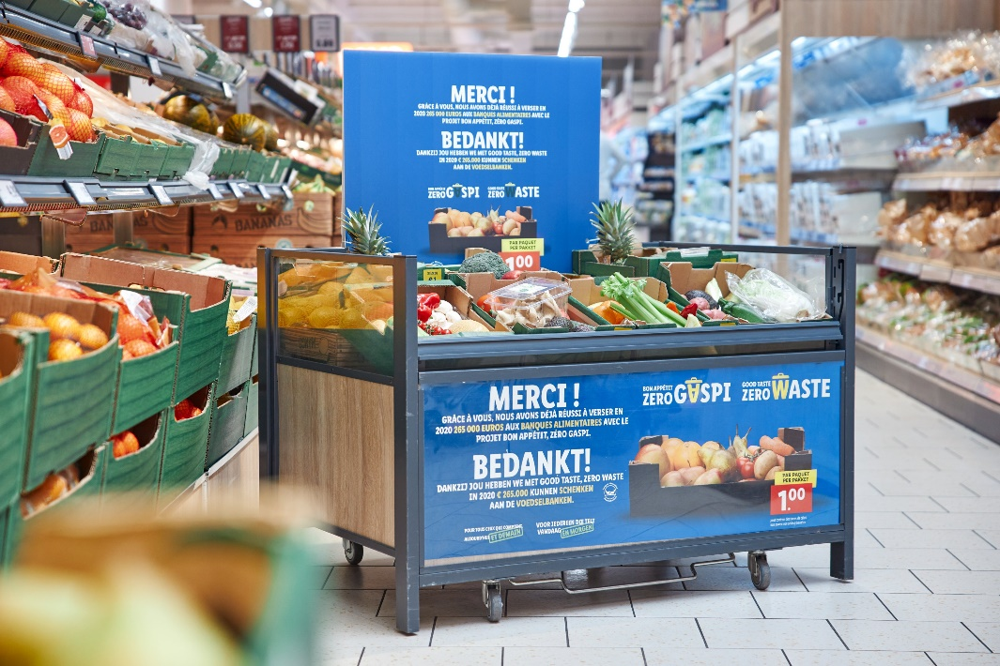 MERCI !
GRÂCE À VOUS, NOUS AVONS DÉJÀ RÉUSSI À VERSER EN
2020 265 000 EUROS AUX BANQUES ALIMENTAIRES AVEC LE
PROJET BON APPÉTIT, ZÉRO GASPI.
BEDANKT!
DANKZIJ JOU HEBBEN WE MET GOOD TASTE, ZERO WASTE
IN 2020 € 265.000 KUNNEN SCHENKEN
AAN DE VOEDSELBANKEN.
BON APPÉTIT
ZERO GASPI
GOOD TASTE
ZERO WASTE
PAR PAQUET
PER PAKKET
1.00
BANANAS
MERCI !
GRÂCE À VOUS, NOUS AVONS DÉJÀ RÉUSSI À VERSER EN
2020 265 000 EUROS AUX BANQUES ALIMENTAIRES AVEC LE
PROJET BON APPÉTIT, ZÉRO GASPI.
BEDANKT!
DANKZIJ JOU HEBBEN WE MET GOOD TASTE, ZERO WASTE
IN 2020 € 265.000 KUNNEN SCHENKEN
AAN DE VOEDSELBANKEN.
BON APPÉTIT
ZERO GASPI
GOOD TASTE
ZERO WASTE
PAR PAQUET
PER PAKKET
1.00
POUR TOUS CEUX QUI COMPTENT
AUJOURD'HUI ET DEMAIN
VOOR IEDEREEN DIE TELT
VANDAAG EN MORGEN